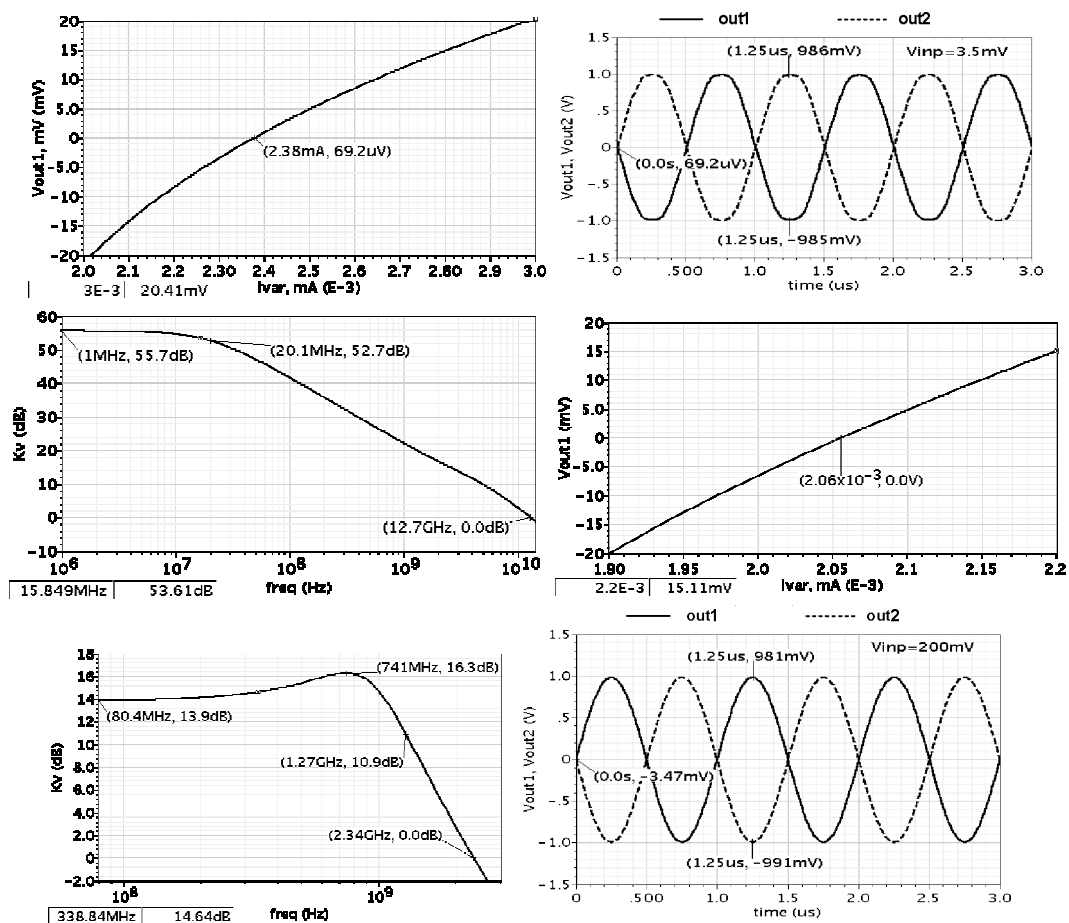 20
15
10
5.0
0
-5.0
-10
-15
-20
Vout1, mV (mV)
(2.38mA, 69.2uV)
2.0 2.1 2.2 2.3 2.4 2.5 2.6 2.7 2.8 2.9 3.0
Ivar, mA (E-3)
3E-3 20.41mV
out1 out2
1.5
1.0
.5
0
-.5
-1.0
-1.5
Vout1, Vout2 (V)
(1.25us, 986mV)
Vinp=3.5mV
(0.0s, 69.2uV)
(1.25us, -985mV)
0 .500 1.0 1.5 2.0 2.5 3.0
time (us)
60
50
40
30
20
10
0
-10
Kv (dB)
(1MHz, 55.7dB)
(20.1MHz, 52.7dB)
(12.7GHz, 0.0dB)
10^6 10^7 10^8 10^9 10^10
freq (Hz)
15.849MHz 53.61dB
20
15
10
5.0
0
-5.0
-10
-15
-20
Vout1 (mV)
(2.06x10^-3, 0.0V)
1.90 1.95 2.0 2.05 2.1 2.15 2.2
Ivar, mA (E-3)
2.2E-3 15.11mV
18
16
14
12
10
8.0
6.0
4.0
2.0
0
-2.0
Kv (dB)
(741MHz, 16.3dB)
(80.4MHz, 13.9dB)
(1.27GHz, 10.9dB)
(2.34GHz, 0.0dB)
10^8 10^9
freq (Hz)
338.84MHz 14.64dB
out1 out2
1.5
1.0
.5
0
-.5
-1.0
-1.5
Vout1, Vout2 (V)
(1.25us, 981mV)
Vinp=200mV
(0.0s, -3.47mV)
(1.25us, -991mV)
0 .500 1.0 1.5 2.0 2.5 3.0
time (us)